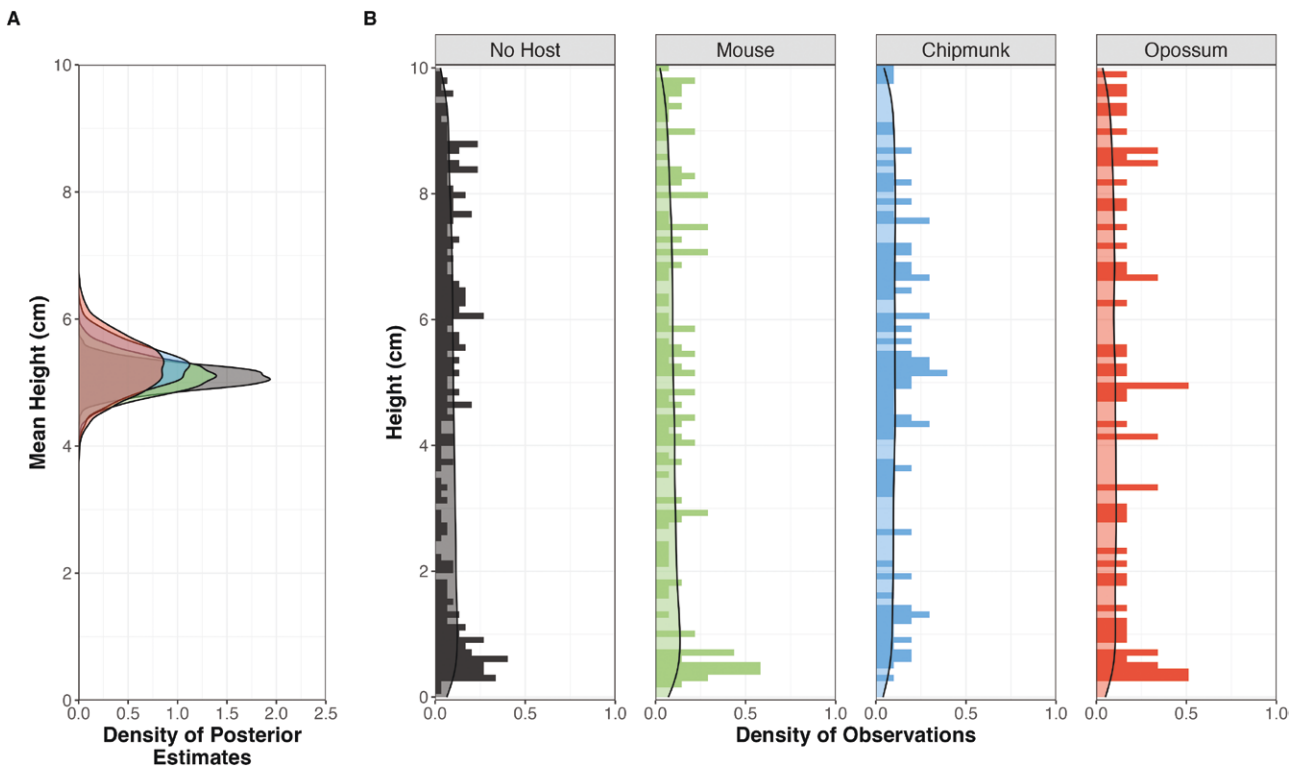 A
B
No Host
Mouse
Chipmunk
Opossum
10
8
6
4
2
0
Mean Height (cm)
0.0 0.5 1.0 1.5 2.0 2.5
Density of Posterior
Estimates
10
8
6
4
2
0
Height (cm)
0.0 0.5 1.0
0.0 0.5 1.0
0.0 0.5 1.0
0.0 0.5 1.0
Density of Observations